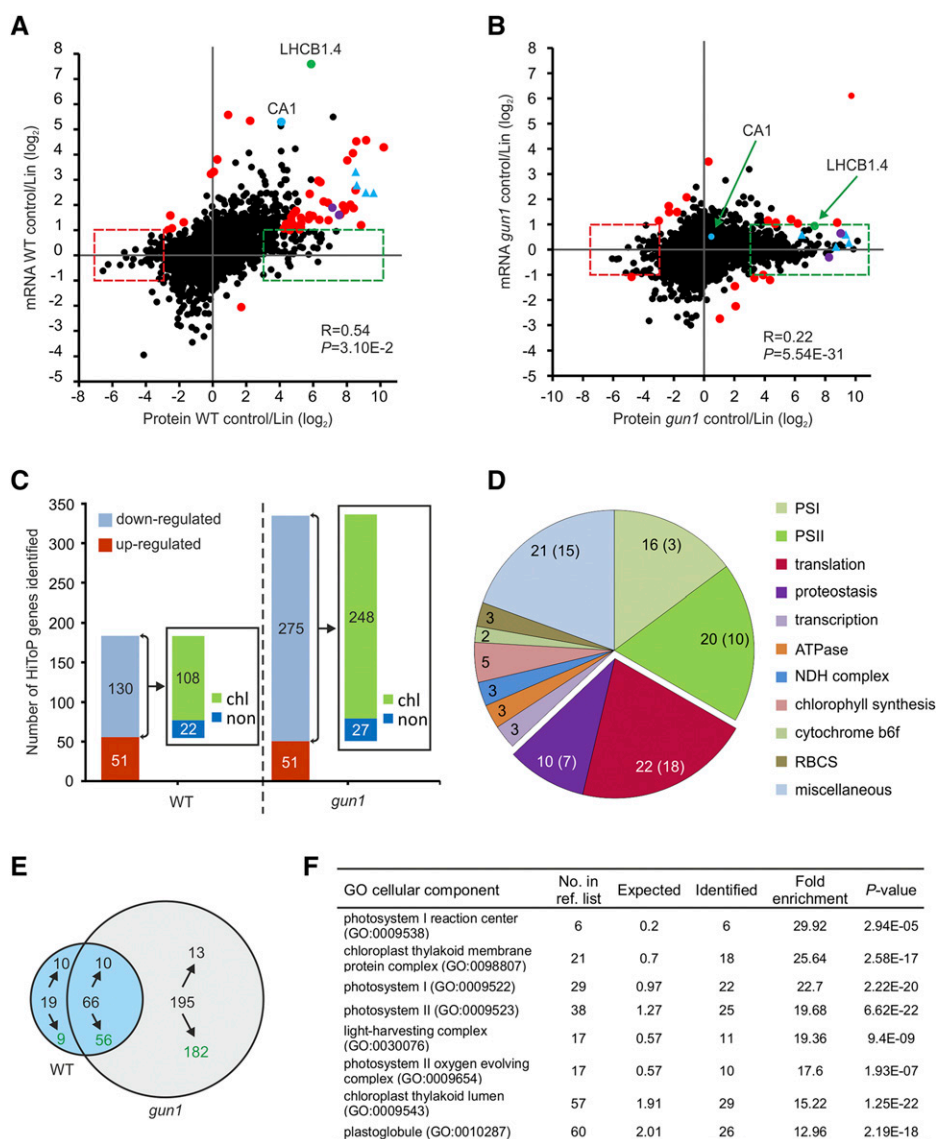 A
LHCB1.4
CA1
8
7
6
5
4
3
2
1
0
-1
-2
-3
-4
-5
mRNA WT control/Lin (log₂)
R=0.54
P=3.10E-2
-8 -6 -4 -2 0 2 4 6 8 10
Protein WT control/Lin (log₂)
B
CA1
LHCB1.4
8
7
6
5
4
3
2
1
0
-1
-2
-3
-4
-5
mRNA gun1 control/Lin (log₂)
R=0.22
P=5.54E-31
-10 -8 -6 -4 -2 0 2 4 6 8 10
Protein gun1 control/Lin (log₂)
C
Number of HiToP genes identified
350
300
250
200
150
100
50
0
down-regulated
up-regulated
130
51
108
22
chl
non
275
51
248
27
chl
non
WT
gun1
D
16 (3)
20 (10)
22 (18)
10 (7)
3
3
3
5
2
3
21 (15)
PSI
PSII
translation
proteostasis
transcription
ATPase
NDH complex
chlorophyll synthesis
cytochrome b6f
RBCS
miscellaneous
E
10 10 13
19 66 195
9 56 182
WT
gun1
F
GO cellular component No. in ref. list Expected Identified Fold enrichment P-value
photosystem I reaction center
(GO:0009538) 6 0.2 6 29.92 2.94E-05
chloroplast thylakoid membrane
protein complex (GO:0098807) 21 0.7 18 25.64 2.58E-17
photosystem I (GO:0009522) 29 0.97 22 22.7 2.22E-20
photosystem II (GO:0009523) 38 1.27 25 19.68 6.62E-22
light-harvesting complex
(GO:0030076) 17 0.57 11 19.36 9.4E-09
photosystem II oxygen evolving
complex (GO:0009654) 17 0.57 10 17.6 1.93E-07
chloroplast thylakoid lumen
(GO:0009543) 57 1.91 29 15.22 1.25E-22
plastoglobule (GO:0010287) 60 2.01 26 12.96 2.19E-18